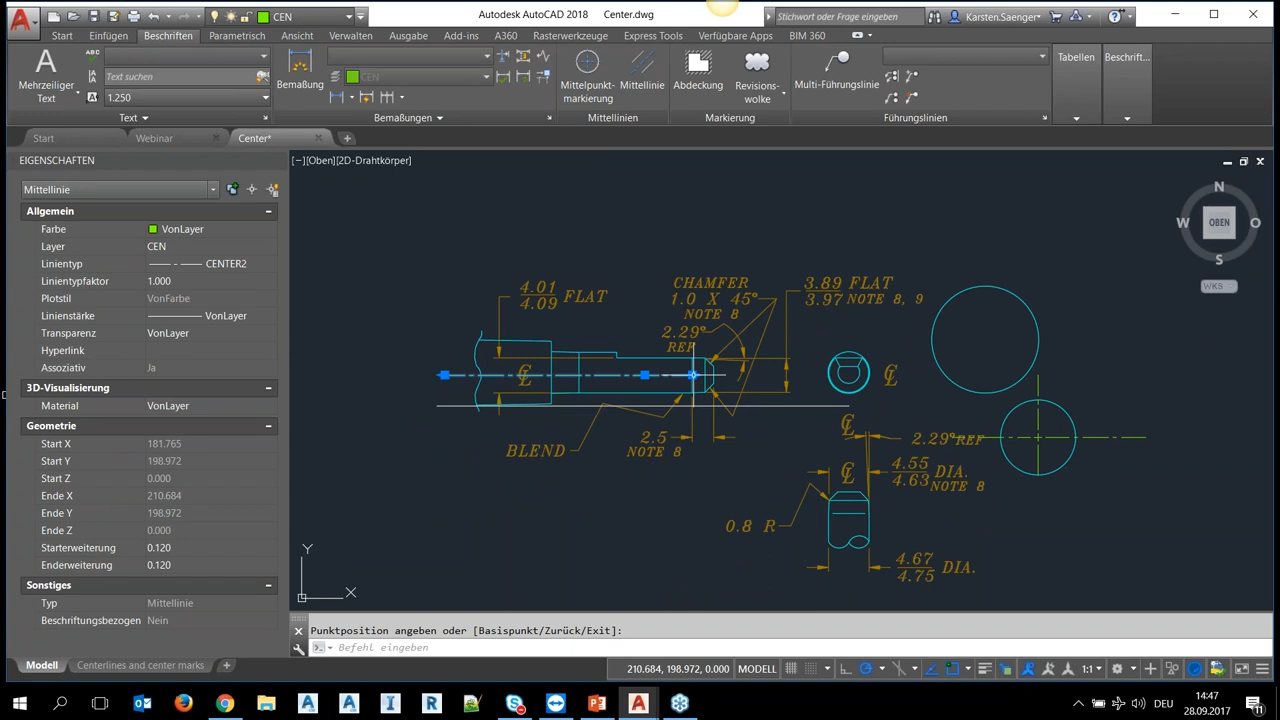 CEN
Autodesk AutoCAD 2018 Center.dwg
Stichwort oder Frage eingeben
Karsten.Saenger
Start Einfügen Beschriften Parametrisch Ansicht Verwalten Ausgabe Add-ins A360 Rasterwerkzeuge Express Tools Verfügbare Apps BIM 360
Mehrzeiliger Text
ABC
Text suchen
1.250
Text
Bemaßung
CEN
Bemaßungen
Mittelpunkt-
markierung
Mittellinie
Mittellinien
Abdeckung
Revisions-
wolke
Markierung
Multi-Führungslinie
Führungslinien
Tabellen
Beschrift...
Start Webinar Center*
EIGENSCHAFTEN
Mittellinie
Allgemein
Farbe VonLayer
Layer CEN
Linientyp CENTER2
Linientypfaktor 1.000
Plotstil VonFarbe
Linienstärke VonLayer
Transparenz VonLayer
Hyperlink
Assoziativ Ja
3D-Visualisierung
Material VonLayer
Geometrie
Start X 181.765
Start Y 198.972
Start Z 0.000
Ende X 210.684
Ende Y 198.972
Ende Z 0.000
Starterweiterung 0.120
Enderweiterung 0.120
Sonstiges
Typ Mittellinie
Beschriftungsbezogen Nein
[−][Oben][2D-Drahtkörper]
N
W OBEN O
S
WKS
4.01
4.09 FLAT
CHAMFER
1.0 X 45°
NOTE 8
2.29°
REF
3.89 FLAT
3.97 NOTE 8, 9
BLEND
2.5
NOTE 8
2.29° REF
4.55 DIA.
4.63 NOTE 8
0.8 R
4.67
4.75 DIA.
Y
X
Punktposition angeben oder [Basispunkt/Zurück/Exit]:
Befehl eingeben
Modell Centerlines and center marks
210.684, 198.972, 0.000 MODELL 1:1
DEU
14:47
28.09.2017
11